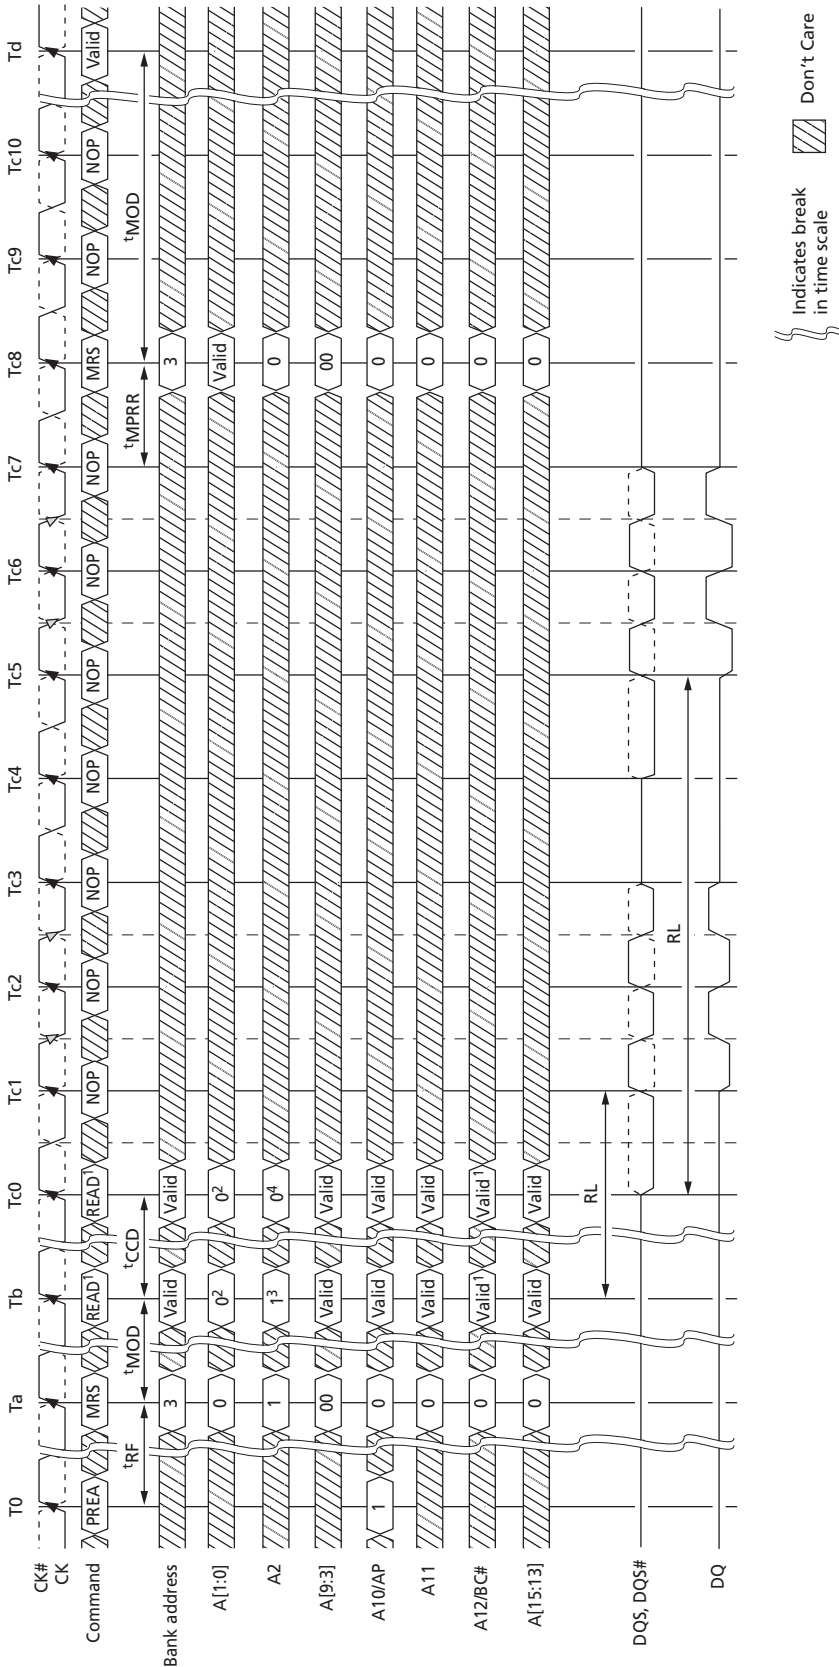 T0 Ta Tb Tc0 Tc1 Tc2 Tc3 Tc4 Tc5 Tc6 Tc7 Tc8 Tc9 Tc10 Td
CK#
CK
Command PREA MRS READ¹ READ¹ NOP NOP NOP NOP NOP NOP NOP MRS NOP NOP Valid
tRF tMOD tCCD tMPRR tMOD
Bank address 3 Valid Valid 3
A[1:0] 0 0² 0² Valid
A2 1 1³ 0⁴ 0
A[9:3] 00 Valid Valid 00
A10/AP 1 0 Valid Valid 0
A11 0 Valid Valid 0
A12/BC# 0 Valid¹ Valid¹ 0
A[15:13] 0 Valid Valid 0
RL
DQS, DQS#
RL
DQ
Indicates break
in time scale
Don't Care